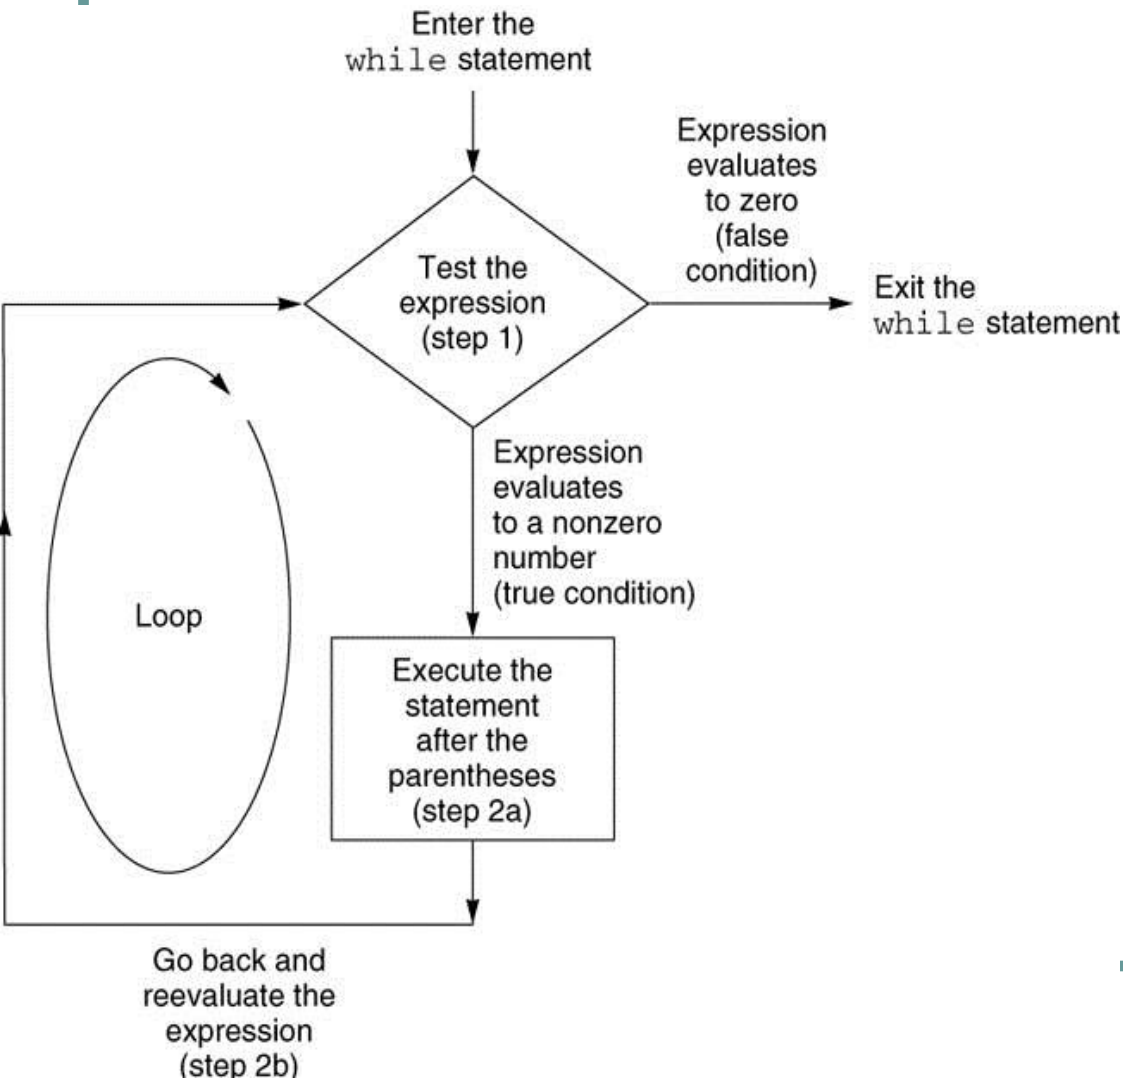 Enter the
while statement
Expression
evaluates
to zero
(false
condition)
Test the
expression
(step 1)
Exit the
while statement
Expression
evaluates
to a nonzero
number
(true condition)
Loop
Execute the
statement
after the
parentheses
(step 2a)
Go back and
reevaluate the
expression
(step 2b)